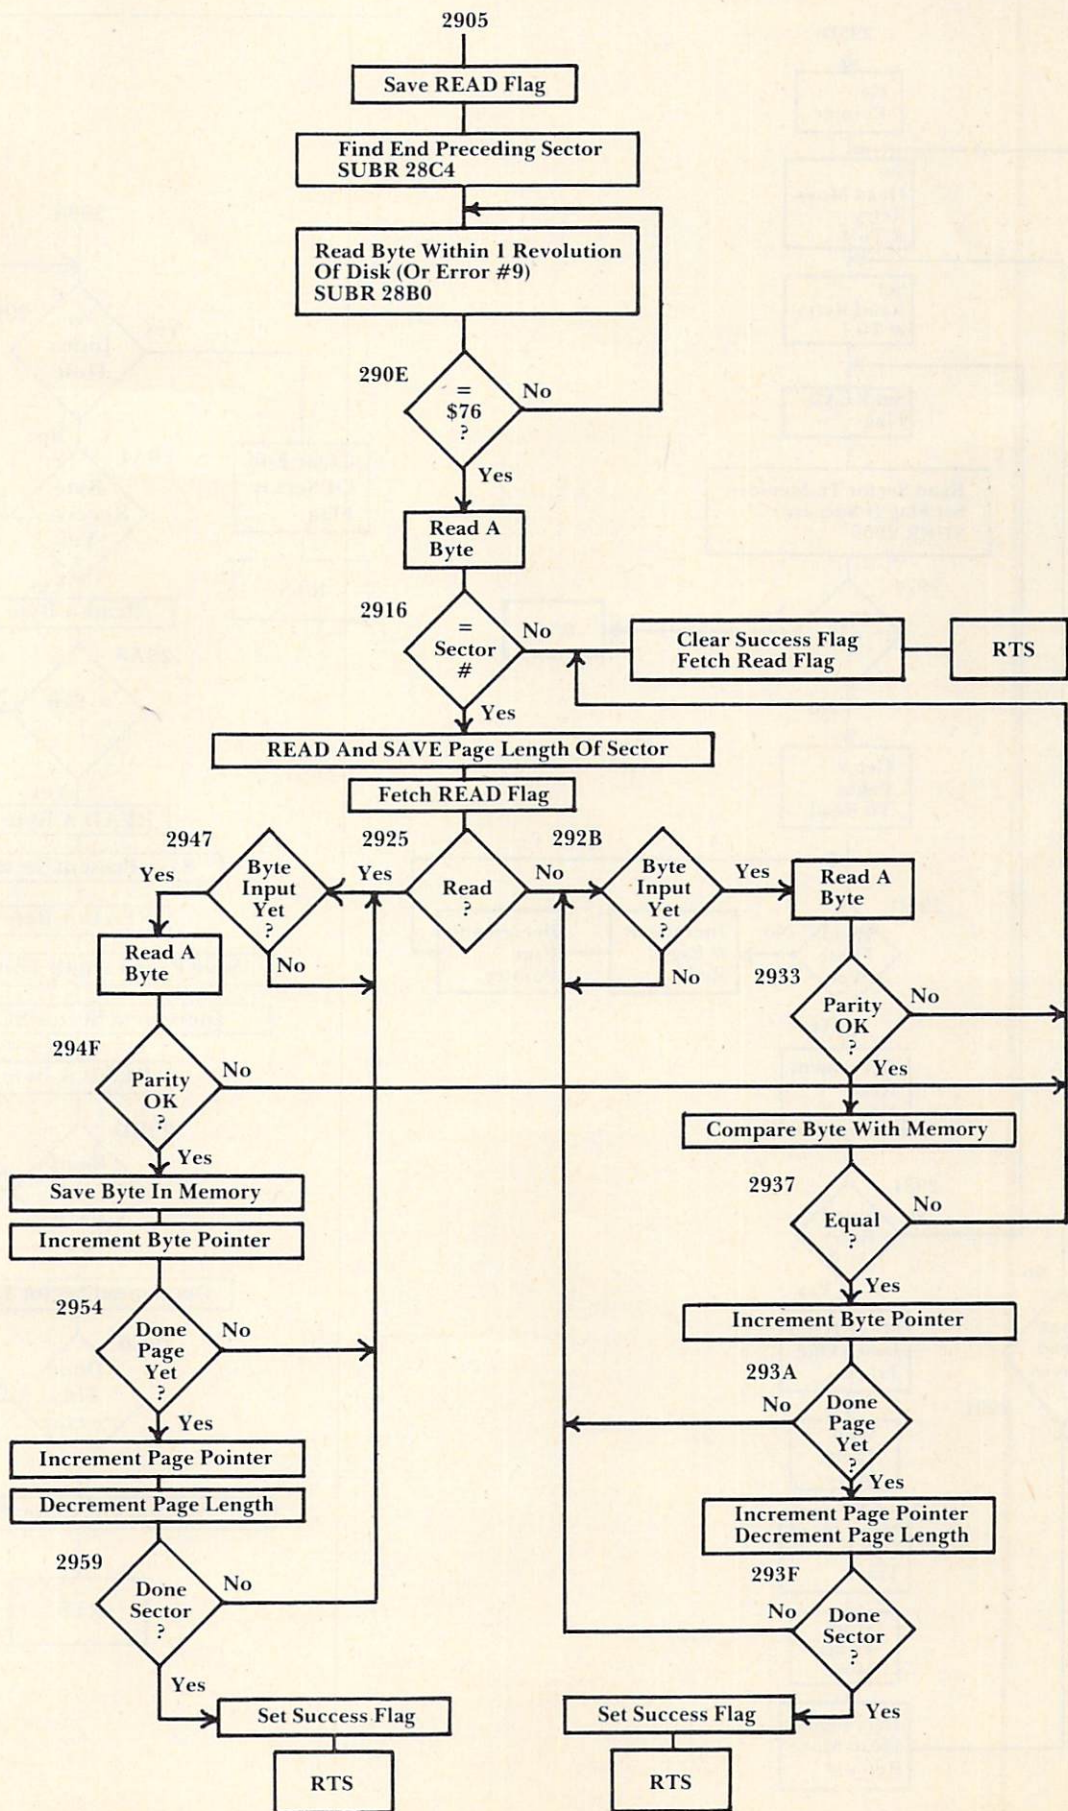 2905
Save READ Flag
Find End Preceding Sector
SUBR 28C4
Read Byte Within 1 Revolution
Of Disk (Or Error #9)
SUBR 28B0
290E
=
$76
?
No
Yes
Read A
Byte
2916
=
Sector
#
No
Clear Success Flag
Fetch Read Flag
RTS
Yes
READ And SAVE Page Length Of Sector
Fetch READ Flag
2947
Byte
Input
Yet
?
Yes
No
2925
Read
?
Yes
No
292B
Byte
Input
Yet
?
Yes
No
Read A
Byte
Read A
Byte
2933
Parity
OK
?
No
Yes
294F
Parity
OK
?
No
Yes
Compare Byte With Memory
Save Byte In Memory
Increment Byte Pointer
2937
Equal
?
No
Yes
2954
Done
Page
Yet
?
No
Yes
Increment Byte Pointer
293A
Done
Page
Yet
?
No
Yes
Increment Page Pointer
Decrement Page Length
Increment Page Pointer
Decrement Page Length
2959
Done
Sector
?
No
Yes
293F
Done
Sector
?
No
Yes
Set Success Flag
RTS
Set Success Flag
RTS